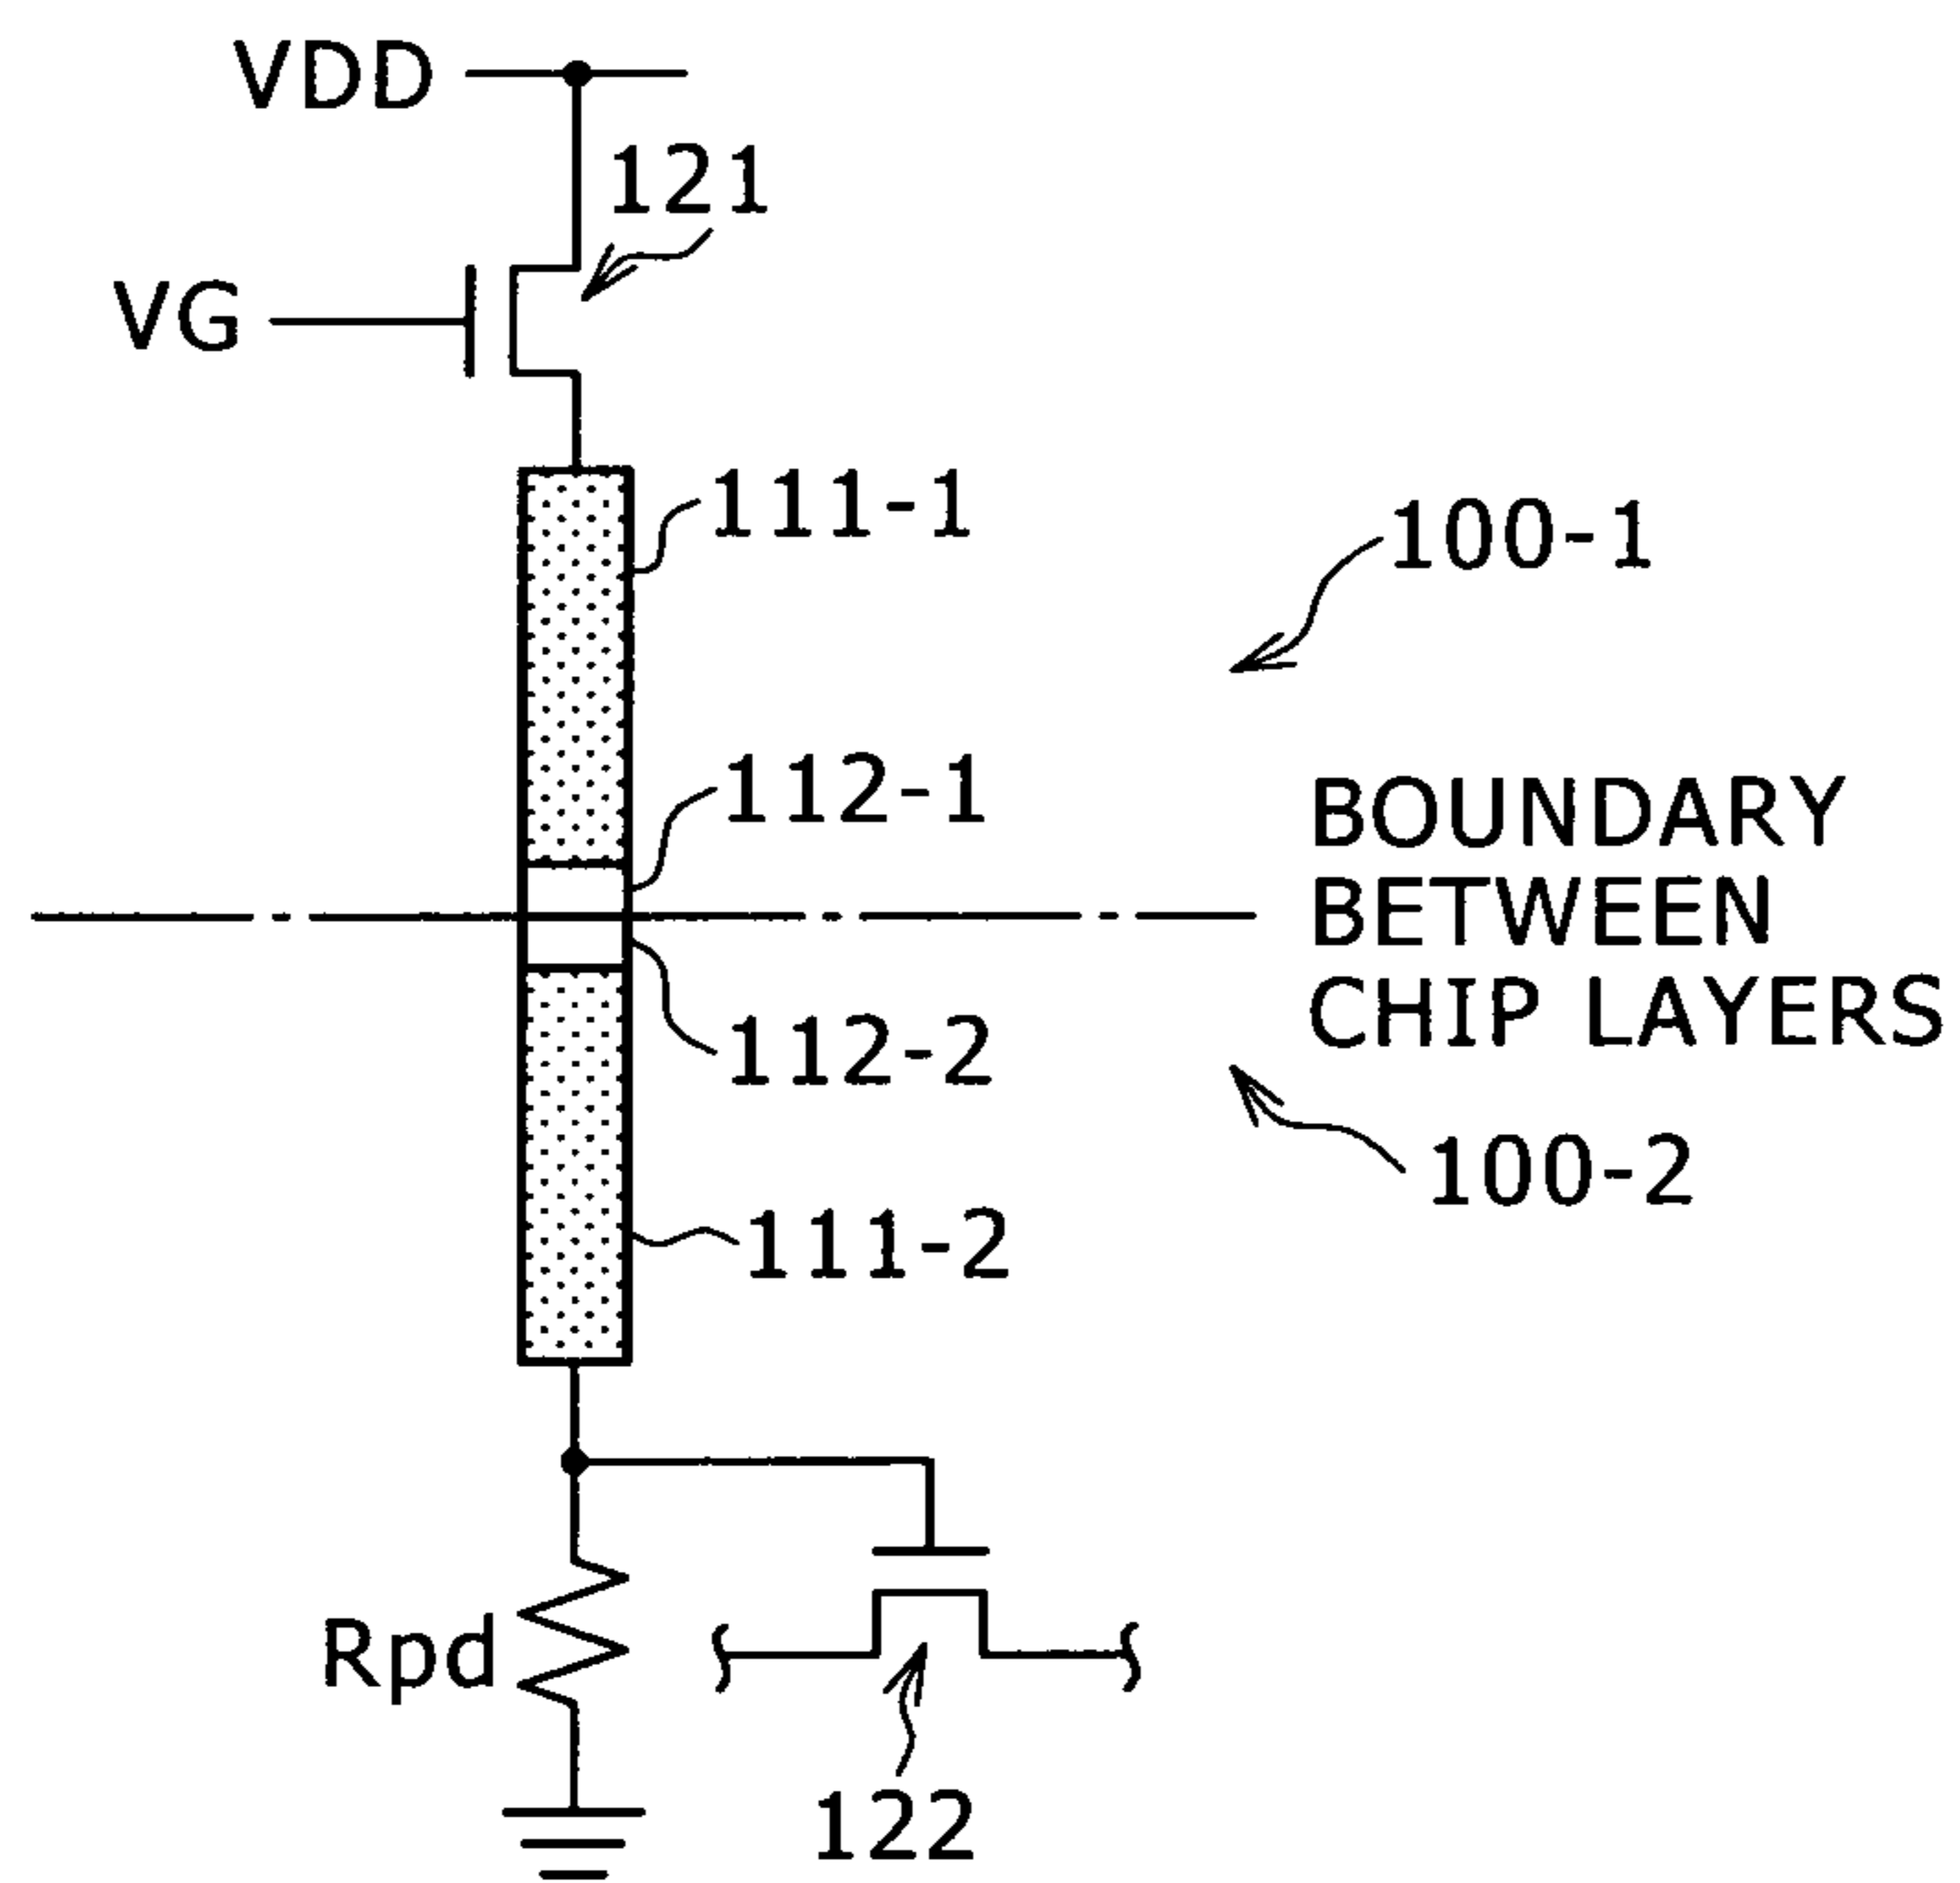 VDD
121
VG
111-1
100-1
112-1
BOUNDARY
BETWEEN
CHIP LAYERS
112-2
100-2
111-2
Rpd
122